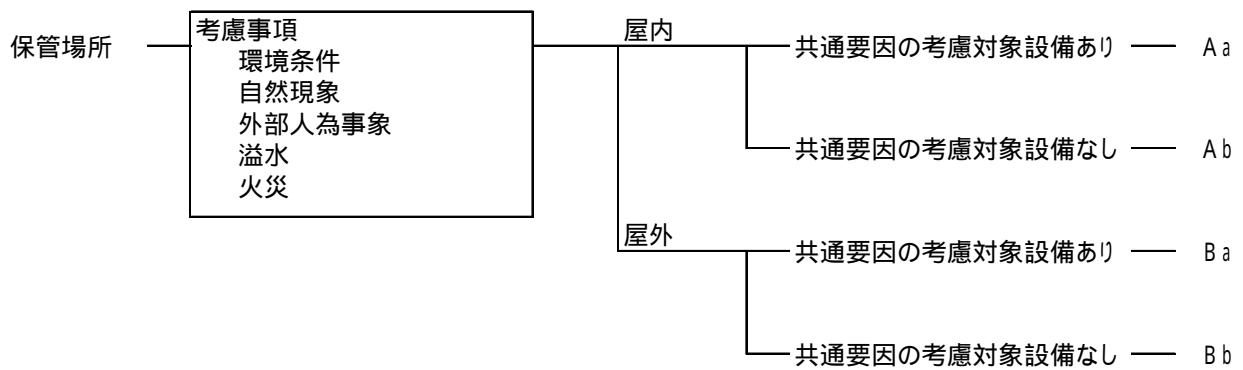 保管場所
考慮事項
環境条件
自然現象
外部人為事象
溢水
火災
屋内
共通要因の考慮対象設備あり Aa
共通要因の考慮対象設備なし Ab
屋外
共通要因の考慮対象設備あり Ba
共通要因の考慮対象設備なし Bb